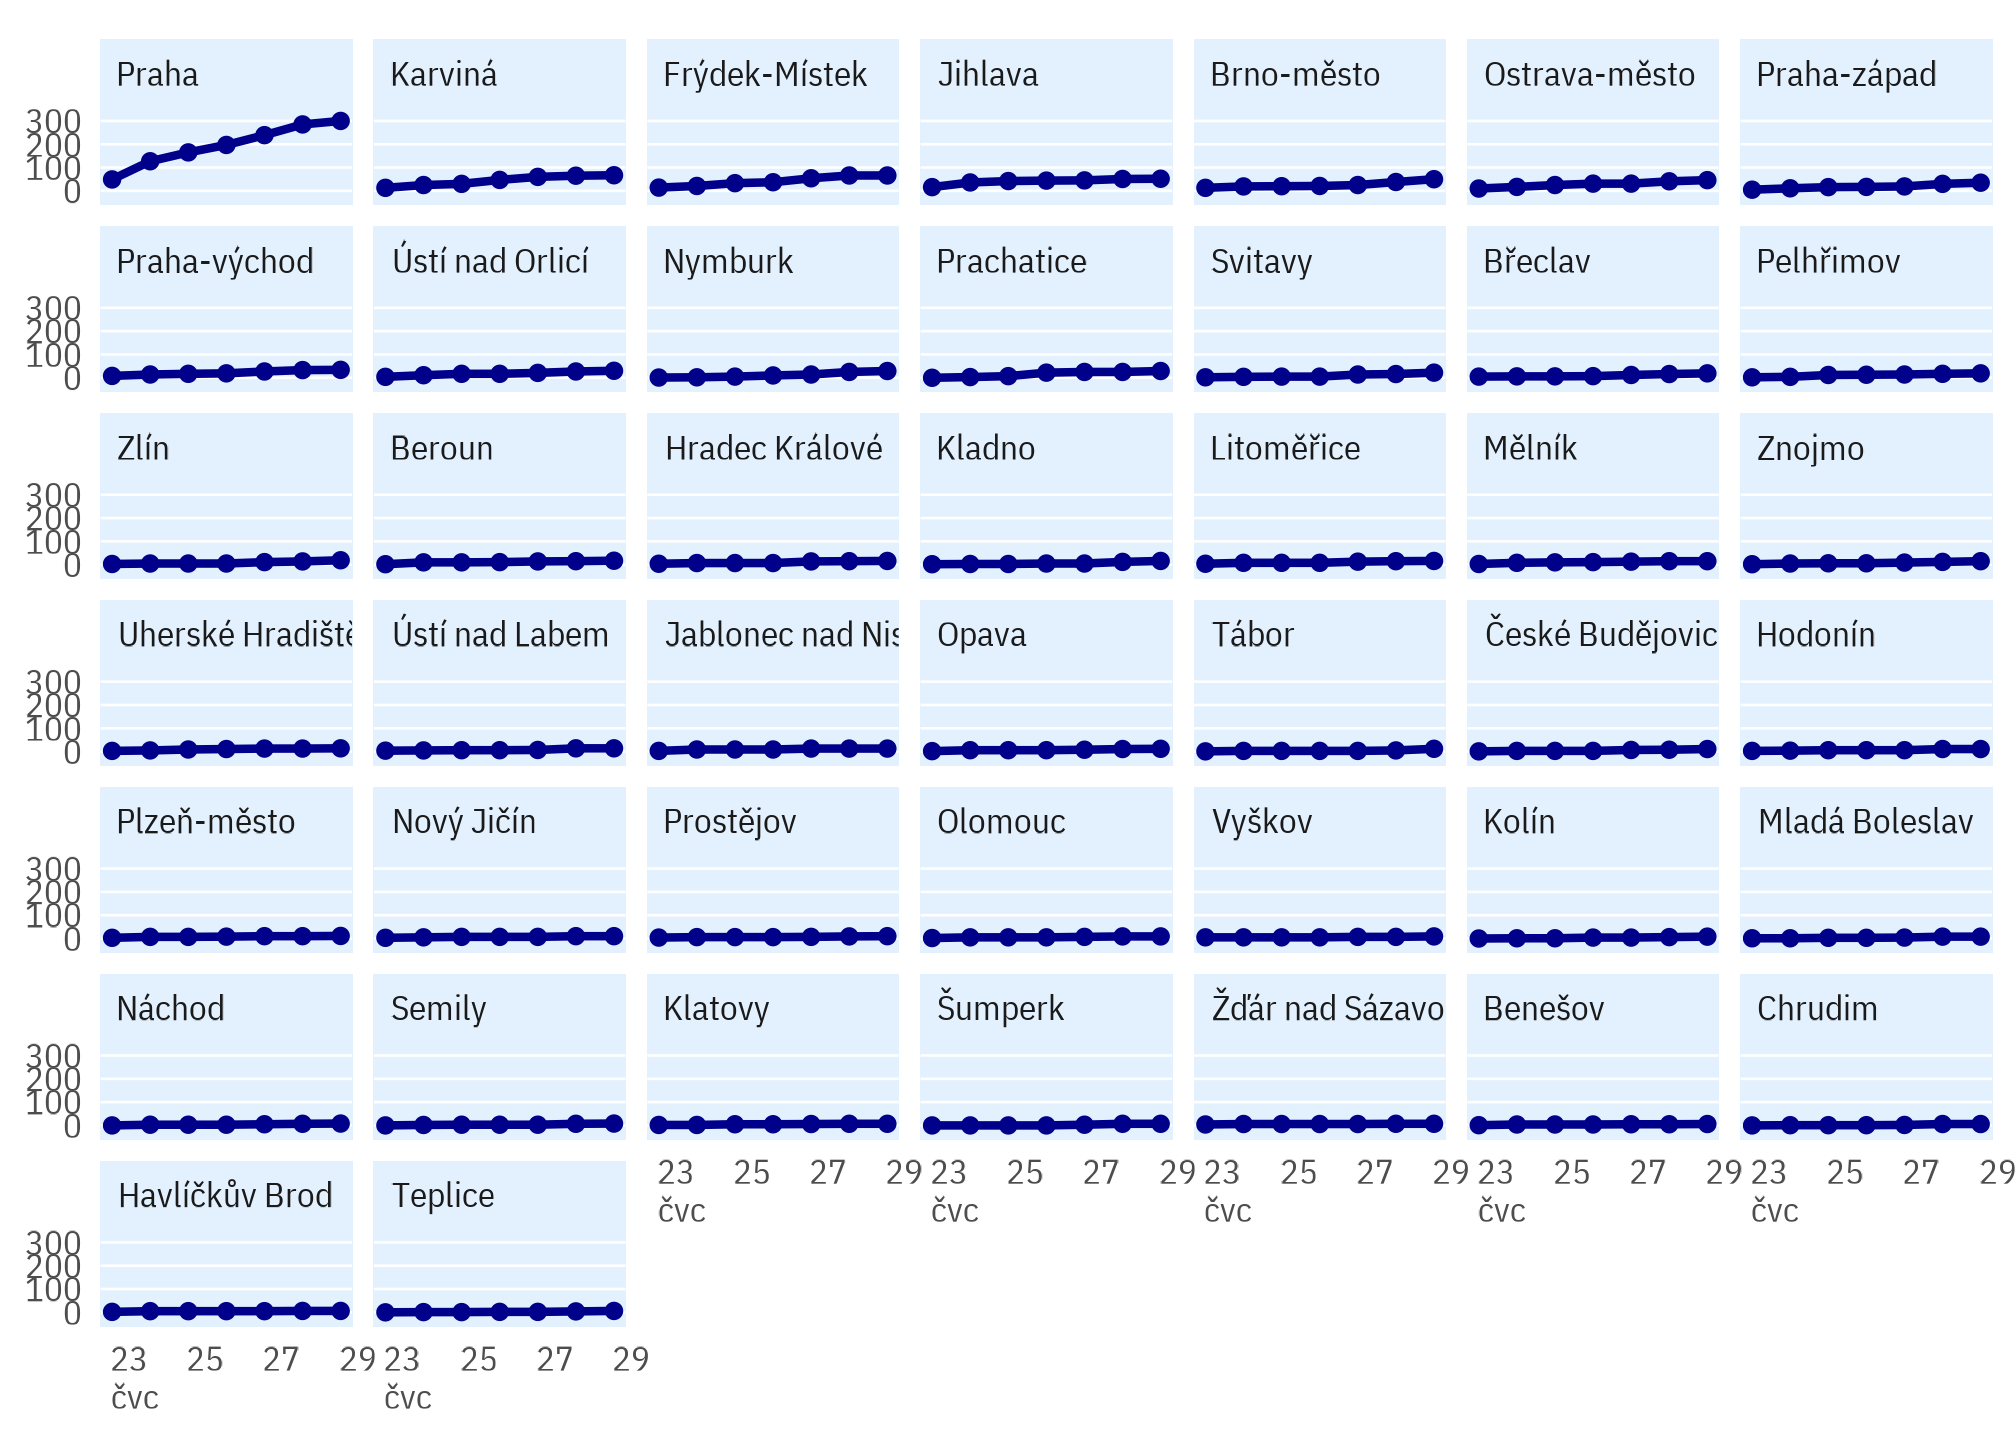 Praha
Karviná
Frýdek-Místek
Jihlava
Brno-město
Ostrava-město
Praha-západ
300
200
100
0
Praha-východ
Ústí nad Orlicí
Nymburk
Prachatice
Svitavy
Břeclav
Pelhřimov
300
200
100
0
Zlín
Beroun
Hradec Králové
Kladno
Litoměřice
Mělník
Znojmo
300
200
100
0
Uherské Hradiště
Ústí nad Labem
Jablonec nad Nis
Opava
Tábor
České Budějovic
Hodonín
300
200
100
0
Plzeň-město
Nový Jičín
Prostějov
Olomouc
Vyškov
Kolín
Mladá Boleslav
300
200
100
0
Náchod
Semily
Klatovy
Šumperk
Žďár nad Sázavo
Benešov
Chrudim
300
200
100
0
23 25 27 29
čvc
23 25 27 29
čvc
23 25 27 29
čvc
23 25 27 29
čvc
23 25 27 29
čvc
Havlíčkův Brod
Teplice
300
200
100
0
23 25 27 29
čvc
23 25 27 29
čvc